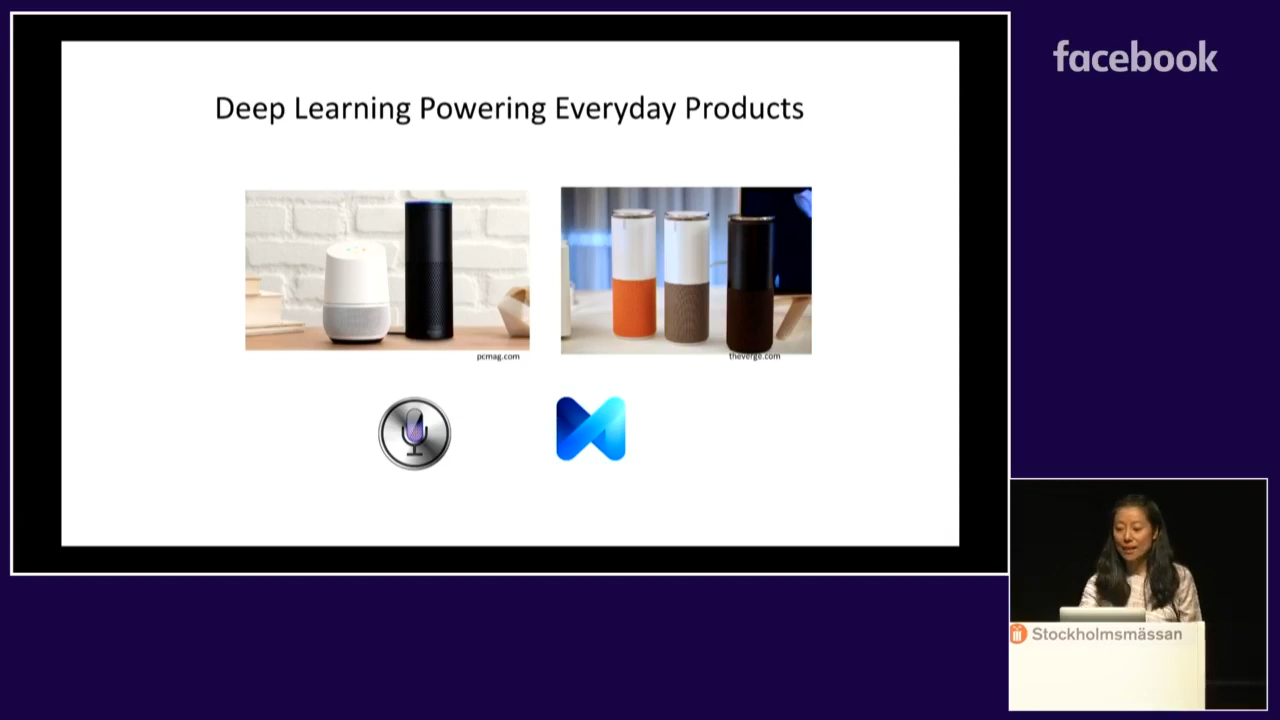 Deep Learning Powering Everyday Products
pcmag.com
theverge.com
facebook
Stockholmsmässan